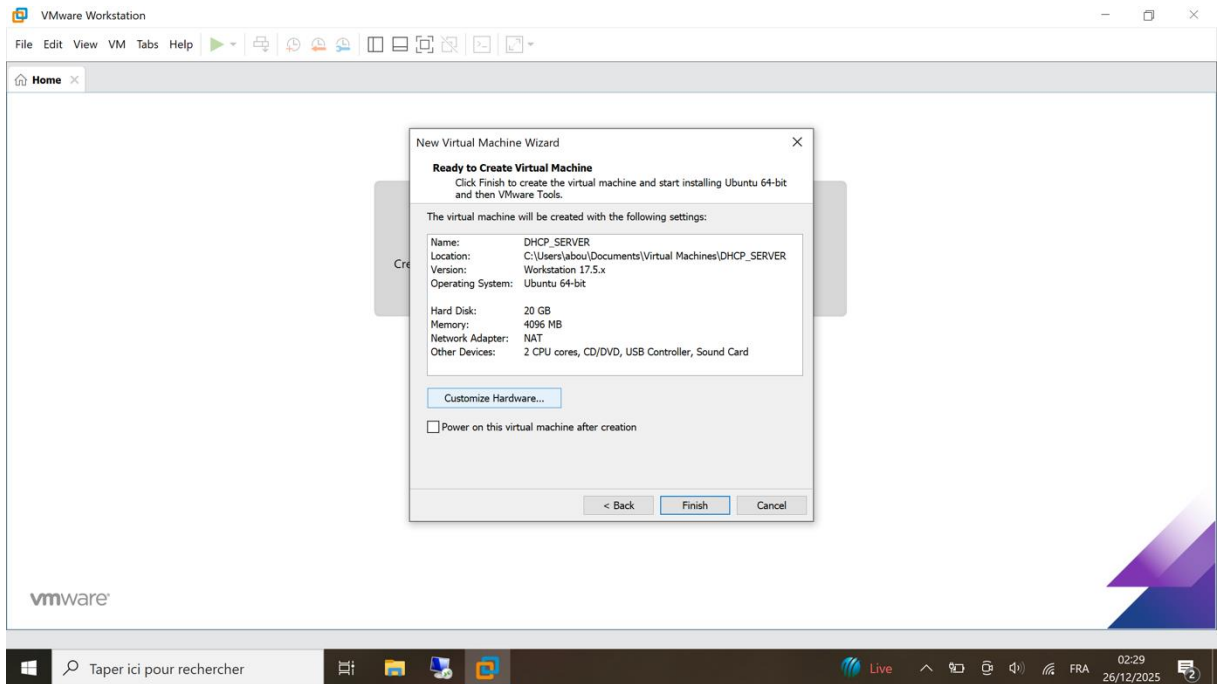 VMware Workstation
File Edit View VM Tabs Help
Home
New Virtual Machine Wizard
Ready to Create Virtual Machine
Click Finish to create the virtual machine and start installing Ubuntu 64-bit
and then VMware Tools.
The virtual machine will be created with the following settings:
Name: DHCP_SERVER
Location: C:\Users\abou\Documents\Virtual Machines\DHCP_SERVER
Version: Workstation 17.5.x
Operating System: Ubuntu 64-bit
Hard Disk: 20 GB
Memory: 4096 MB
Network Adapter: NAT
Other Devices: 2 CPU cores, CD/DVD, USB Controller, Sound Card
Cre
Customize Hardware...
Power on this virtual machine after creation
< Back Finish Cancel
vmware
Taper ici pour rechercher
Live
FRA
02:29
26/12/2025
2